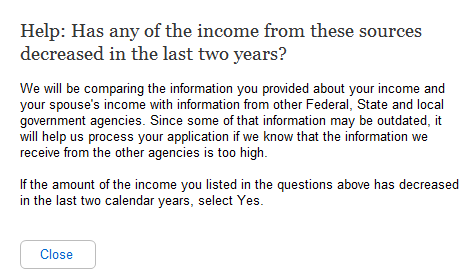 Help: Has any of the income from these sources
decreased in the last two years?
We will be comparing the information you provided about your income and
your spouse's income with information from other Federal, State and local
government agencies. Since some of that information may be outdated, it
will help us process your application if we know that the information we
receive from the other agencies is too high.
If the amount of the income you listed in the questions above has decreased
in the last two calendar years, select Yes.
Close